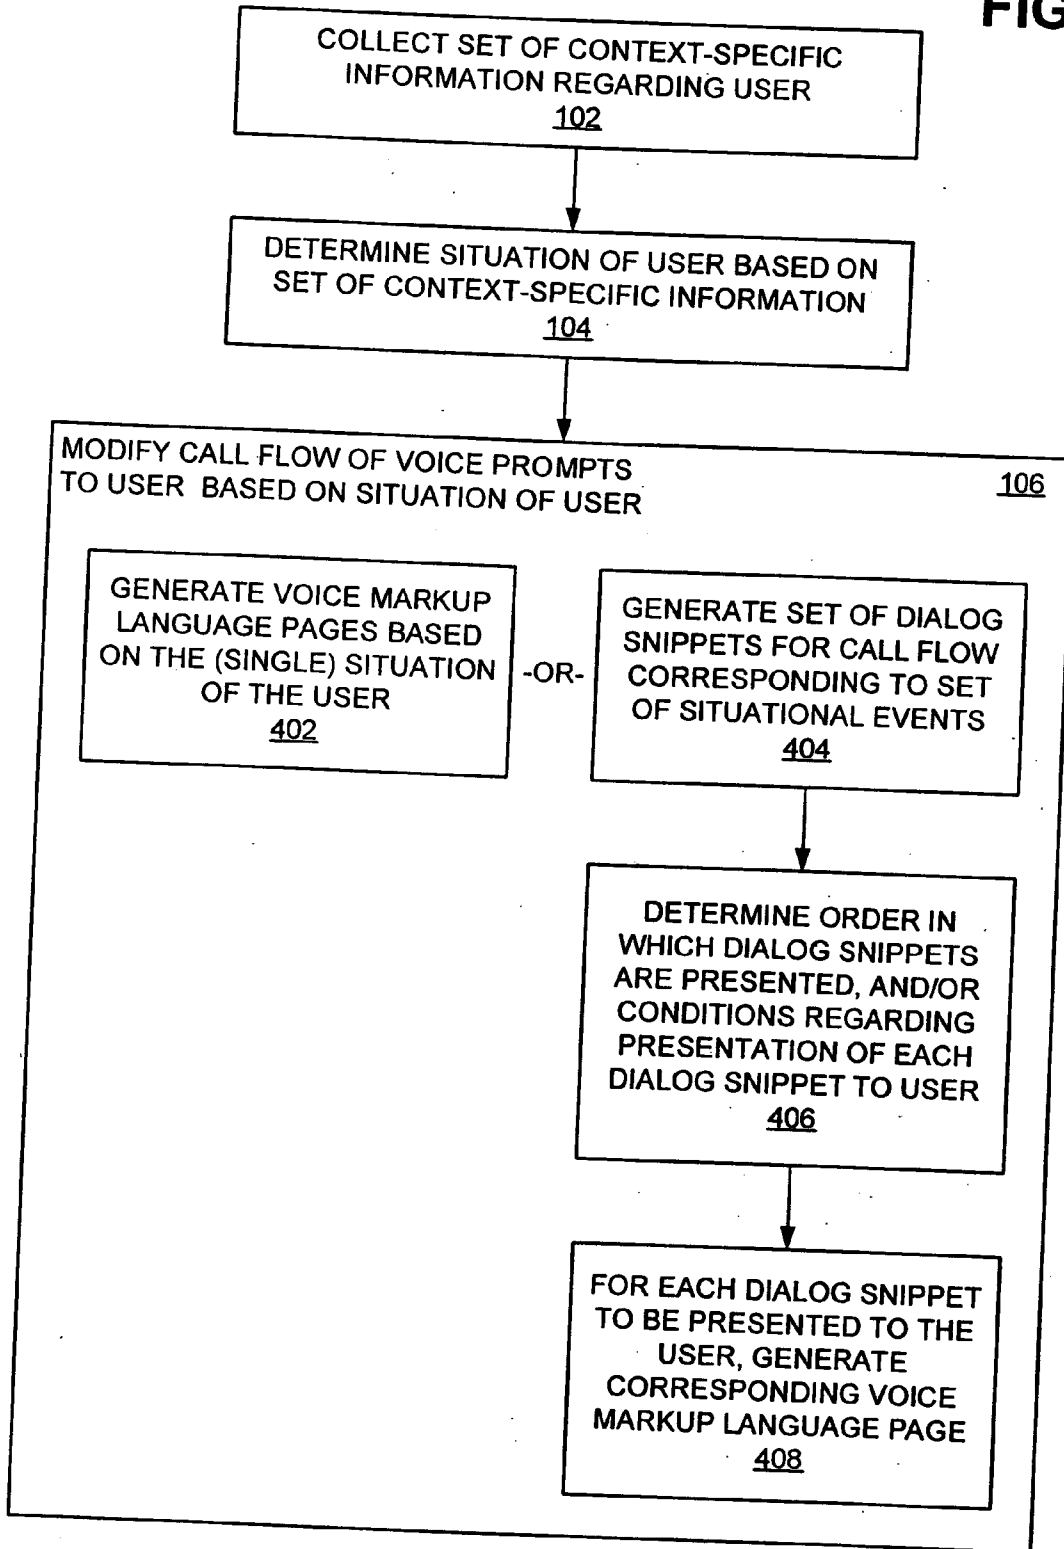 FIG
COLLECT SET OF CONTEXT-SPECIFIC
INFORMATION REGARDING USER
102
DETERMINE SITUATION OF USER BASED ON
SET OF CONTEXT-SPECIFIC INFORMATION
104
MODIFY CALL FLOW OF VOICE PROMPTS
TO USER BASED ON SITUATION OF USER
106
GENERATE VOICE MARKUP
LANGUAGE PAGES BASED
ON THE (SINGLE) SITUATION
OF THE USER
402
-OR-
GENERATE SET OF DIALOG
SNIPPETS FOR CALL FLOW
CORRESPONDING TO SET
OF SITUATIONAL EVENTS
404
DETERMINE ORDER IN
WHICH DIALOG SNIPPETS
ARE PRESENTED, AND/OR
CONDITIONS REGARDING
PRESENTATION OF EACH
DIALOG SNIPPET TO USER
406
FOR EACH DIALOG SNIPPET
TO BE PRESENTED TO THE
USER, GENERATE
CORRESPONDING VOICE
MARKUP LANGUAGE PAGE
408